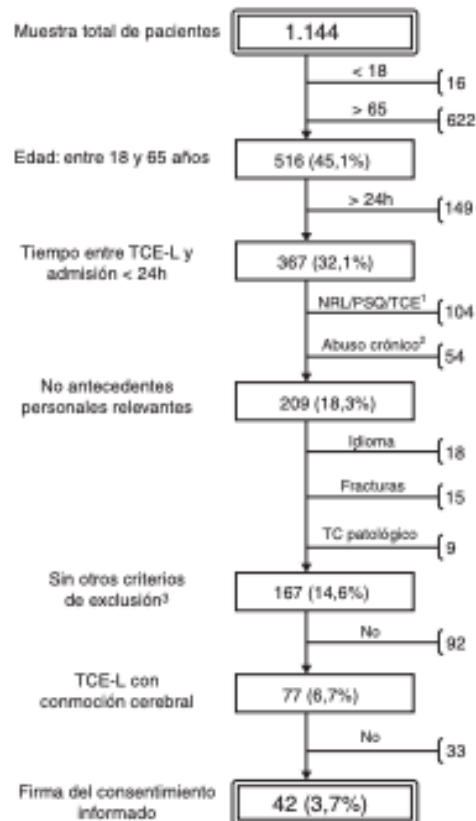 Muestra total de pacientes
1.144
< 18
16
> 65
622
Edad: entre 18 y 65 años
516 (45,1%)
> 24h
149
Tiempo entre TCE-L y
admisión < 24h
367 (32,1%)
NRL/PSQ/TCE¹
104
Abuso crónico²
54
No antecedentes
personales relevantes
209 (18,3%)
Idioma
18
Fracturas
15
TC patológico
9
Sin otros criterios
de exclusión³
167 (14,6%)
No
92
TCE-L con
conmoción cerebral
77 (6,7%)
No
33
Firma del consentimiento
informado
42 (3,7%)